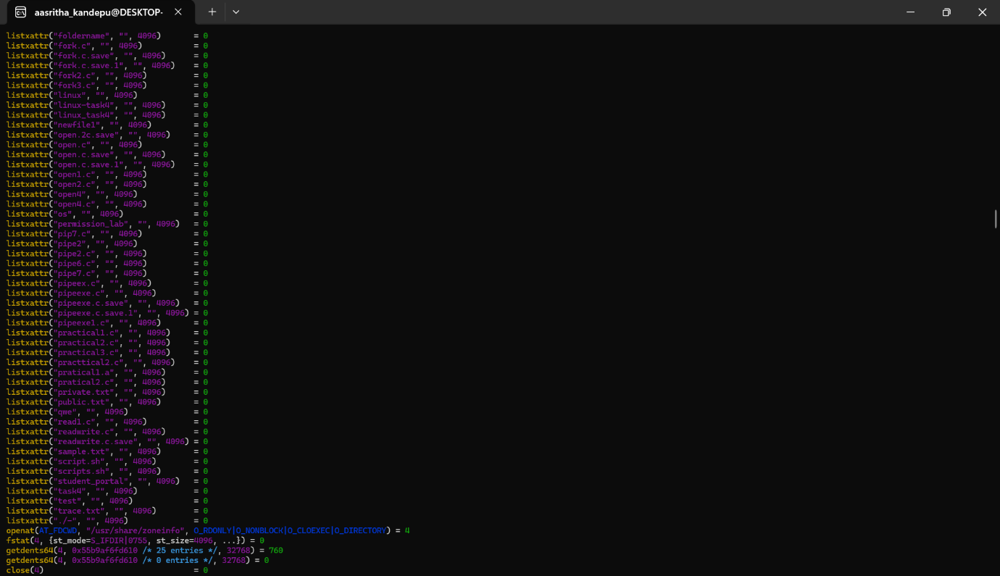 aasritha_kandepu@DESKTOP-
listxattr("foldername", "", 4096)       = 0
listxattr("fork.c", "", 4096)           = 0
listxattr("fork.c.save", "", 4096)      = 0
listxattr("fork.c.save.1", "", 4096)    = 0
listxattr("fork2.c", "", 4096)          = 0
listxattr("fork3.c", "", 4096)          = 0
listxattr("linux", "", 4096)            = 0
listxattr("linux-task4", "", 4096)      = 0
listxattr("linux_task4", "", 4096)      = 0
listxattr("newfile1", "", 4096)         = 0
listxattr("open.2c.save", "", 4096)     = 0
listxattr("open.c", "", 4096)           = 0
listxattr("open.c.save", "", 4096)      = 0
listxattr("open.c.save.1", "", 4096)    = 0
listxattr("open1.c", "", 4096)          = 0
listxattr("open2.c", "", 4096)          = 0
listxattr("open4", "", 4096)            = 0
listxattr("open4.c", "", 4096)          = 0
listxattr("os", "", 4096)               = 0
listxattr("permission_lab", "", 4096)   = 0
listxattr("pip7.c", "", 4096)           = 0
listxattr("pipe2", "", 4096)            = 0
listxattr("pipe2.c", "", 4096)          = 0
listxattr("pipe6.c", "", 4096)          = 0
listxattr("pipe7.c", "", 4096)          = 0
listxattr("pipeex.c", "", 4096)         = 0
listxattr("pipeexe.c", "", 4096)        = 0
listxattr("pipeexe.c.save", "", 4096)   = 0
listxattr("pipeexe.c.save.1", "", 4096) = 0
listxattr("pipeexe1.c", "", 4096)       = 0
listxattr("practical1.c", "", 4096)     = 0
listxattr("practical2.c", "", 4096)     = 0
listxattr("practical3.c", "", 4096)     = 0
listxattr("practtical2.c", "", 4096)    = 0
listxattr("pratical1.a", "", 4096)      = 0
listxattr("pratical2.c", "", 4096)      = 0
listxattr("private.txt", "", 4096)      = 0
listxattr("public.txt", "", 4096)       = 0
listxattr("qwe", "", 4096)              = 0
listxattr("read1.c", "", 4096)          = 0
listxattr("readwrite.c", "", 4096)      = 0
listxattr("readwrite.c.save", "", 4096) = 0
listxattr("sample.txt", "", 4096)       = 0
listxattr("script.sh", "", 4096)        = 0
listxattr("scripts.sh", "", 4096)       = 0
listxattr("student_portal", "", 4096)   = 0
listxattr("task4", "", 4096)            = 0
listxattr("test", "", 4096)             = 0
listxattr("trace.txt", "", 4096)        = 0
listxattr("./-", "", 4096)              = 0
openat(AT_FDCWD, "/usr/share/zoneinfo", O_RDONLY|O_NONBLOCK|O_CLOEXEC|O_DIRECTORY) = 4
fstat(4, {st_mode=S_IFDIR|0755, st_size=4096, ...}) = 0
getdents64(4, 0x55b9af6fd610 /* 25 entries */, 32768) = 760
getdents64(4, 0x55b9af6fd610 /* 0 entries */, 32768) = 0
close(4)                                = 0